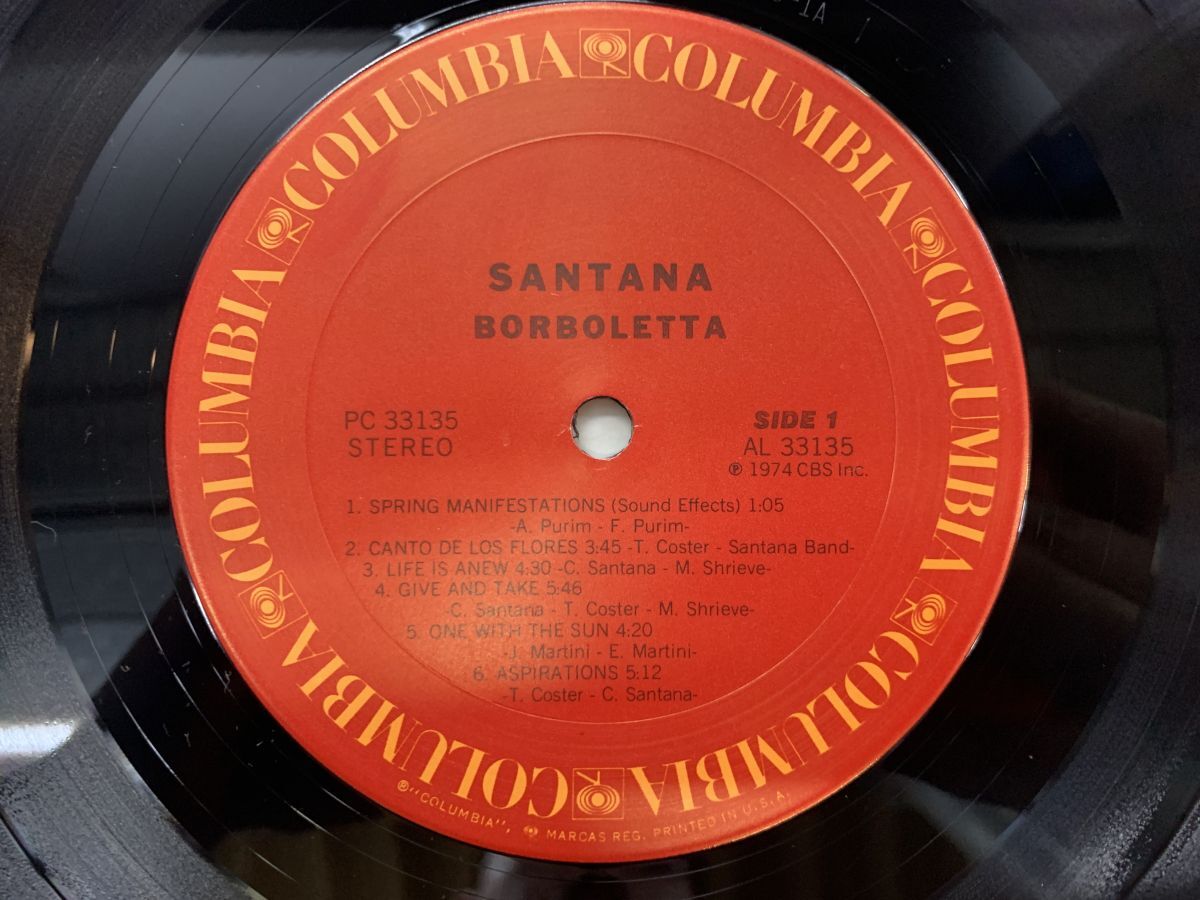 -1A
COLUMBIA COLUMBIA COLUMBIA COLUMBIA COLUMBIA COLUMBIA COLUMBIA
SANTANA
BORBOLETTA
PC 33135
STEREO
SIDE 1
AL 33135
℗ 1974 CBS Inc.
1. SPRING MANIFESTATIONS (Sound Effects) 1:05
-A. Purim - F. Purim-
2. CANTO DE LOS FLORES 3:45 -T. Coster - Santana Band-
3. LIFE IS ANEW 4:30 -C. Santana - M. Shrieve-
4. GIVE AND TAKE 5:46
-C. Santana - T. Coster - M. Shrieve-
5. ONE WITH THE SUN 4:20
-J. Martini - E. Martini-
6. ASPIRATIONS 5:12
-T. Coster - C. Santana-
®"COLUMBIA", MARCAS REG. PRINTED IN U.S.A.